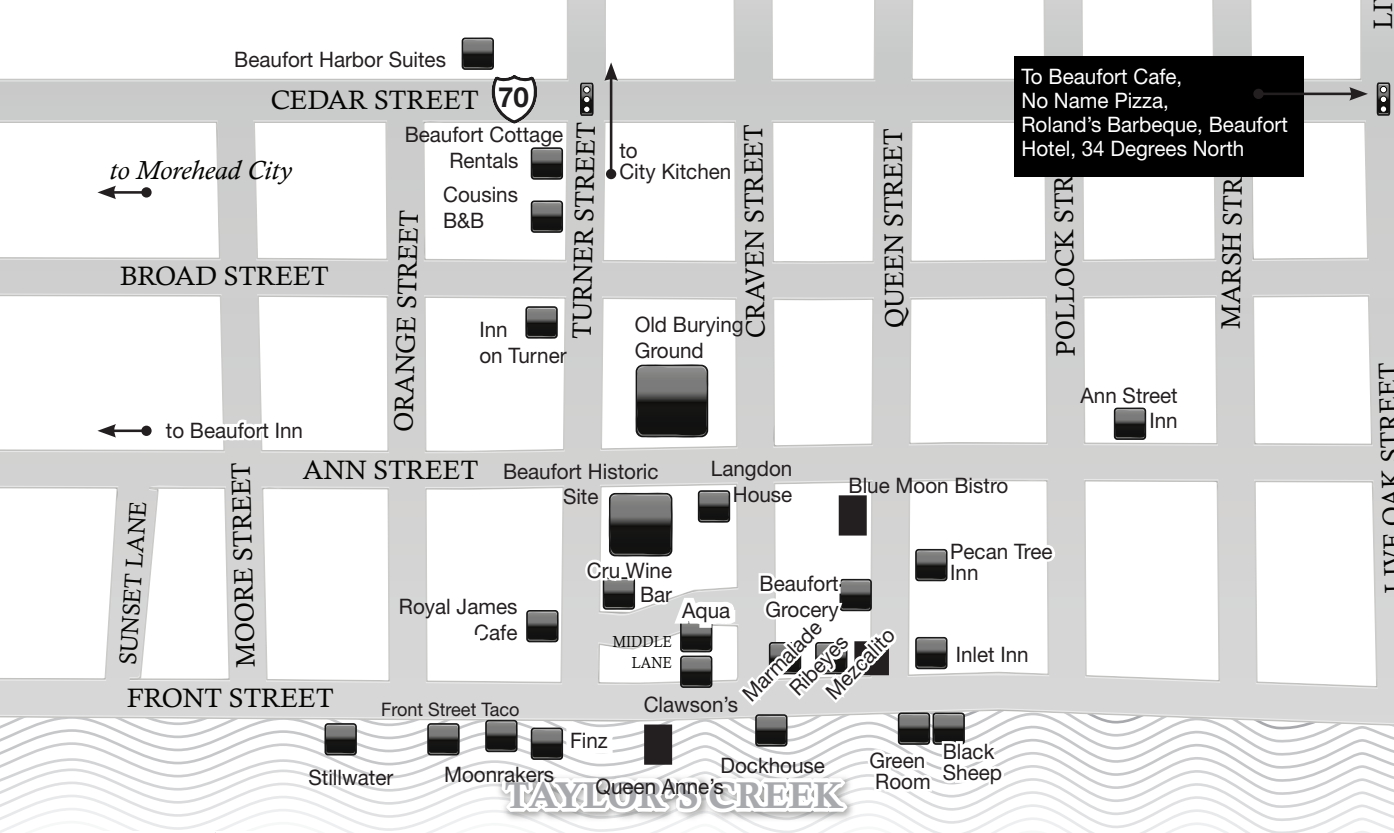 Beaufort Harbor Suites
CEDAR STREET
70
To Beaufort Cafe,
No Name Pizza,
Roland's Barbeque, Beaufort
Hotel, 34 Degrees North
Beaufort Cottage
Rentals
Cousins
B&B
to
City Kitchen
to Morehead City
BROAD STREET
ORANGE STREET
TURNER STREET
CRAVEN STREET
QUEEN STREET
POLLOCK STR
MARSH STR
LIVE OAK STREET
LI
Inn
on Turner
Old Burying
Ground
Ann Street
Inn
to Beaufort Inn
ANN STREET
Beaufort Historic
Site
Langdon
House
Blue Moon Bistro
SUNSET LANE
MOORE STREET
Pecan Tree
Inn
Cru Wine
Bar
Beaufort
Grocery
Royal James
Cafe
Aqua
MIDDLE
LANE
Marmalade
Ribeyes
Mezcalito
Inlet Inn
FRONT STREET
Clawson's
Front Street Taco
Finz
Stillwater
Moonrakers
Queen Anne's
Dockhouse
Green
Room
Black
Sheep
TAYLOR'S CREEK